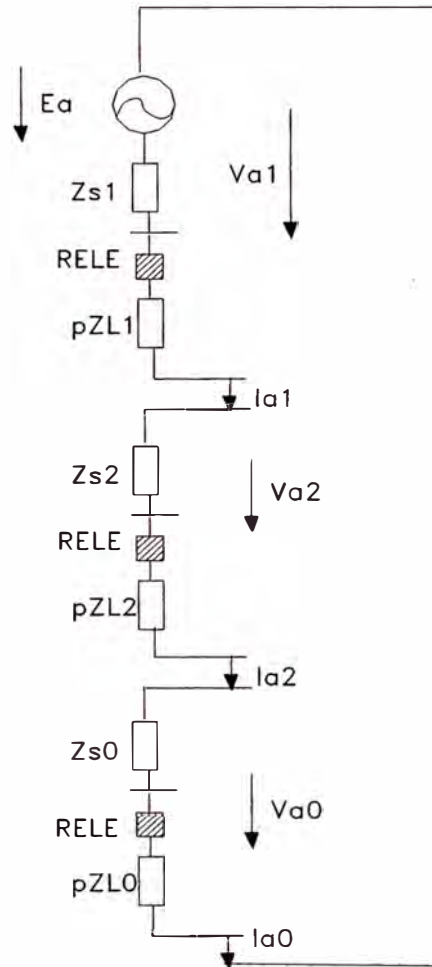 Ea
Va1
Zs1
RELE
pZL1
Ia1
Zs2
Va2
RELE
pZL2
Ia2
Zs0
Va0
RELE
pZL0
Ia0